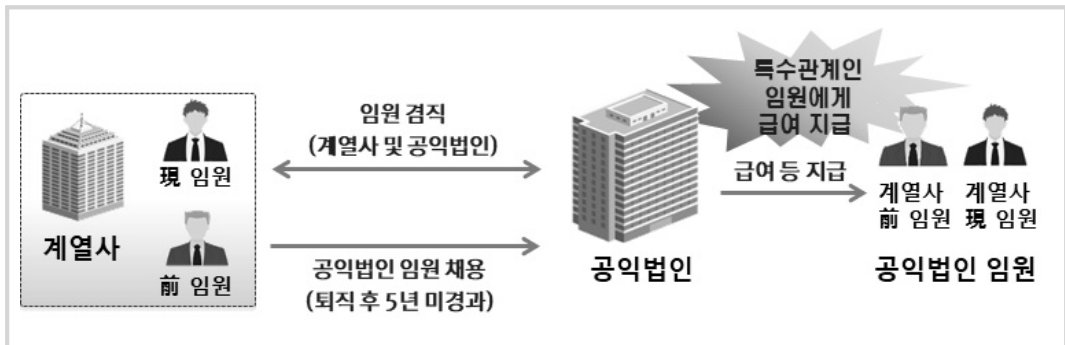 現 임원
前 임원
계열사
임원 겸직
(계열사 및 공익법인)
공익법인 임원 채용
(퇴직 후 5년 미경과)
공익법인
특수관계인
임원에게
급여 지급
급여 등 지급
계열사 계열사
前 임원 現 임원
공익법인 임원